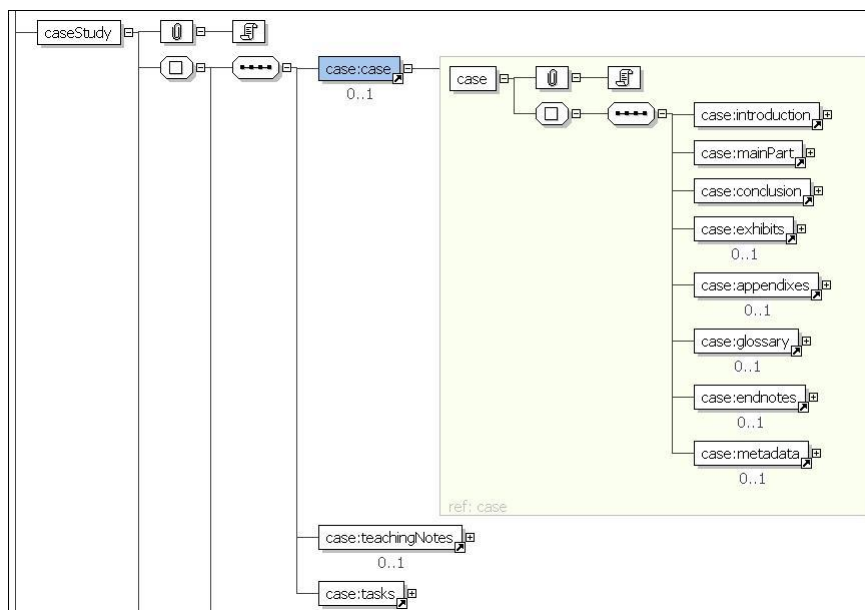 caseStudy
case:case
0..1
case
case:introduction
case:mainPart
case:conclusion
case:exhibits
0..1
case:appendixes
0..1
case:glossary
0..1
case:endnotes
0..1
case:metadata
0..1
ref: case
case:teachingNotes
0..1
case:tasks